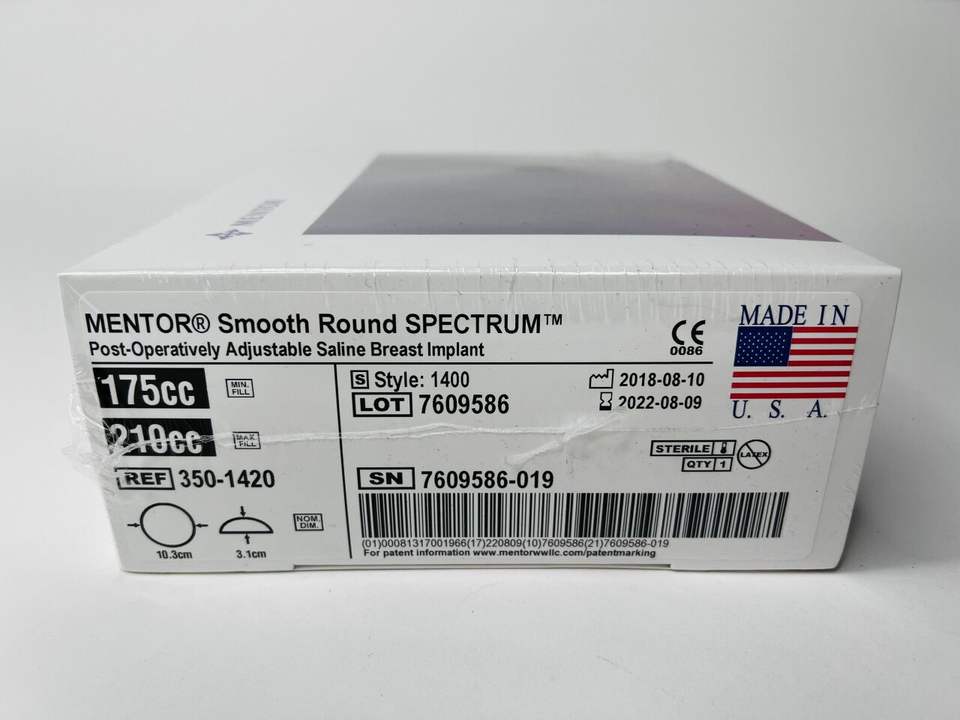 MENTOR
MENTOR® Smooth Round SPECTRUM™
Post-Operatively Adjustable Saline Breast Implant
CE
0086
MADE IN
U. S. A.
175cc
MIN. FILL
210cc
MAX FILL
REF 350-1420
10.3cm
3.1cm
NOM. DIM.
S Style: 1400
LOT 7609586
2018-08-10
2022-08-09
STERILE
QTY 1
LATEX
SN 7609586-019
(01)00081317001966(17)220809(10)7609586(21)7609586-019
For patent information www.mentorwwllc.com/patentmarking